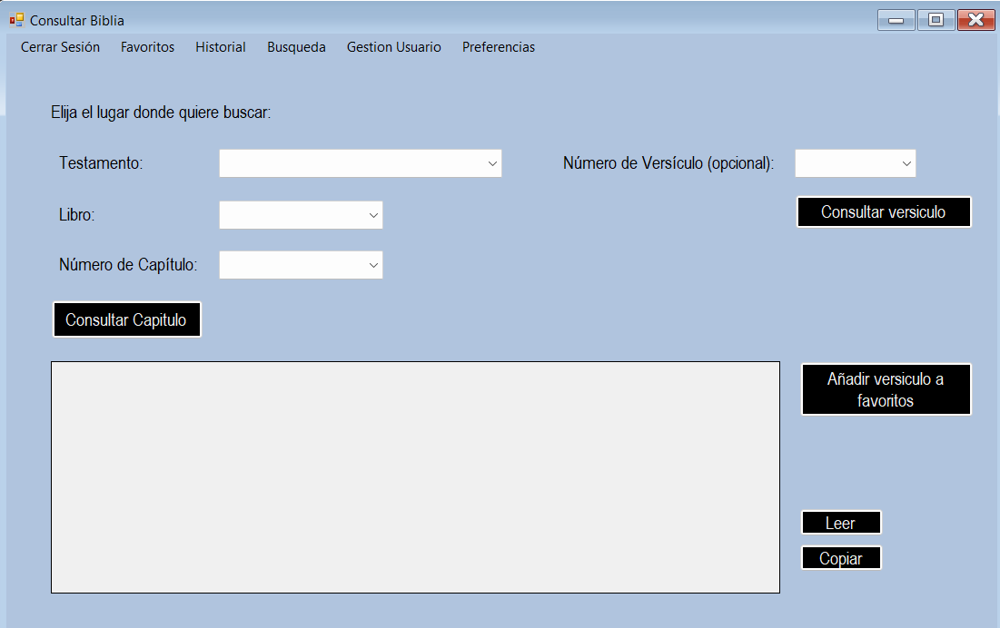 Consultar Biblia
Cerrar Sesión Favoritos Historial Busqueda Gestion Usuario Preferencias
Elija el lugar donde quiere buscar:
Testamento: Número de Versículo (opcional):
Libro: Consultar versiculo
Número de Capítulo:
Consultar Capitulo
Añadir versiculo a
favoritos
Leer
Copiar